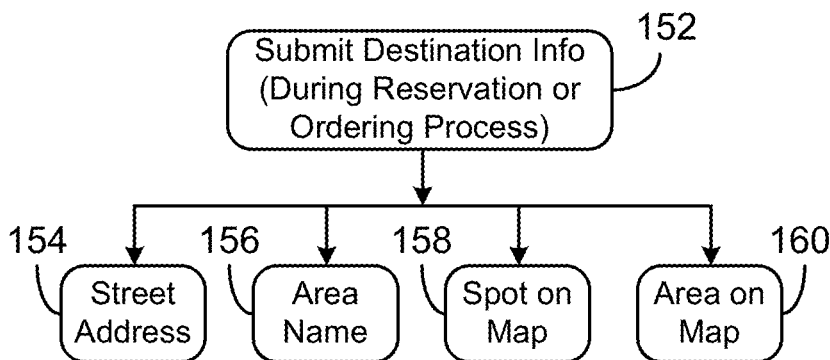 Submit Destination Info
(During Reservation or
Ordering Process)
152
154
Street
Address
156
Area
Name
158
Spot on
Map
Area on
Map
160